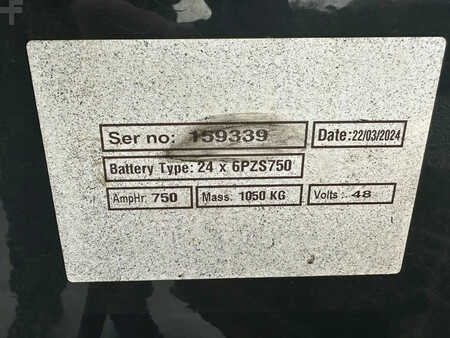 Ser no: 159339 Date:22/03/2024
Battery Type: 24 x 6PZS750
AmpHr: 750 Mass: 1050 KG Volts : 48